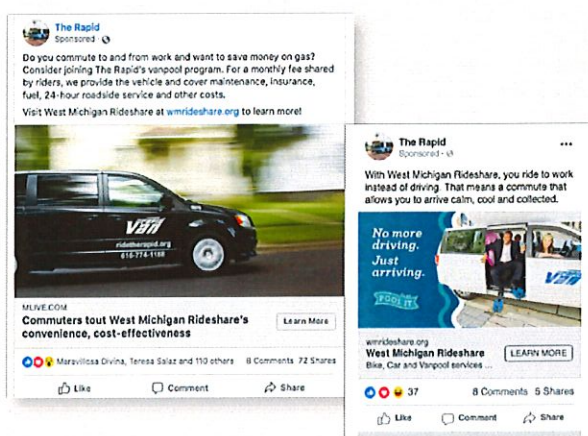 The Rapid
Sponsored ·
Do you commute to and from work and want to save money on gas?
Consider joining The Rapid's vanpool program. For a monthly fee shared
by riders, we provide the vehicle and cover maintenance, insurance,
fuel, 24-hour roadside service and other costs.
Visit West Michigan Rideshare at wmrideshare.org to learn more!
Van
ridetherapid.org
616-774-1188
MLIVE.COM
Commuters tout West Michigan Rideshare's
convenience, cost-effectiveness
Learn More
Maravillosa Divina, Teresa Salaz and 110 others 8 Comments 72 Shares
Like Comment Share
The Rapid
Sponsored ·
With West Michigan Rideshare, you ride to work
instead of driving. That means a commute that
allows you to arrive calm, cool and collected.
No more
driving.
Just
arriving.
POOL IT
Van
wmrideshare.org
West Michigan Rideshare
Bike, Car and Vanpool services ...
LEARN MORE
37 8 Comments 5 Shares
Like Comment Share